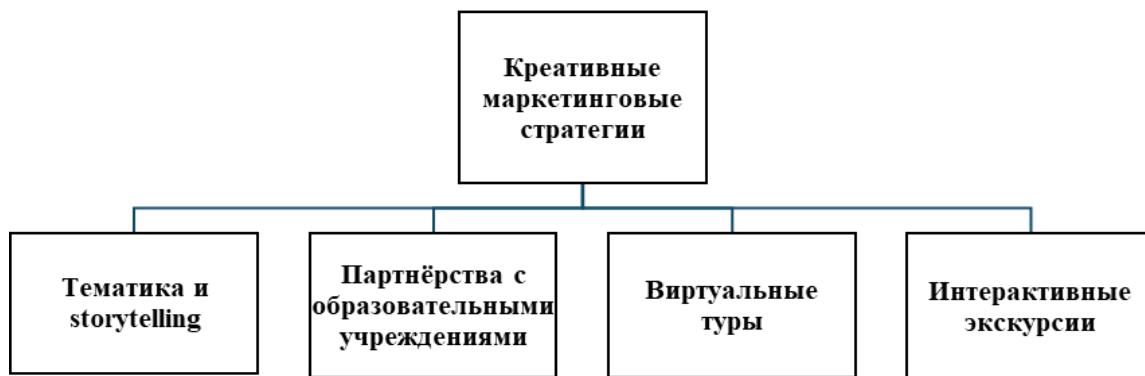 Креативные
маркетинговые
стратегии
Тематика и
storytelling
Партнёрства с
образовательными
учреждениями
Виртуальные
туры
Интерактивные
экскурсии